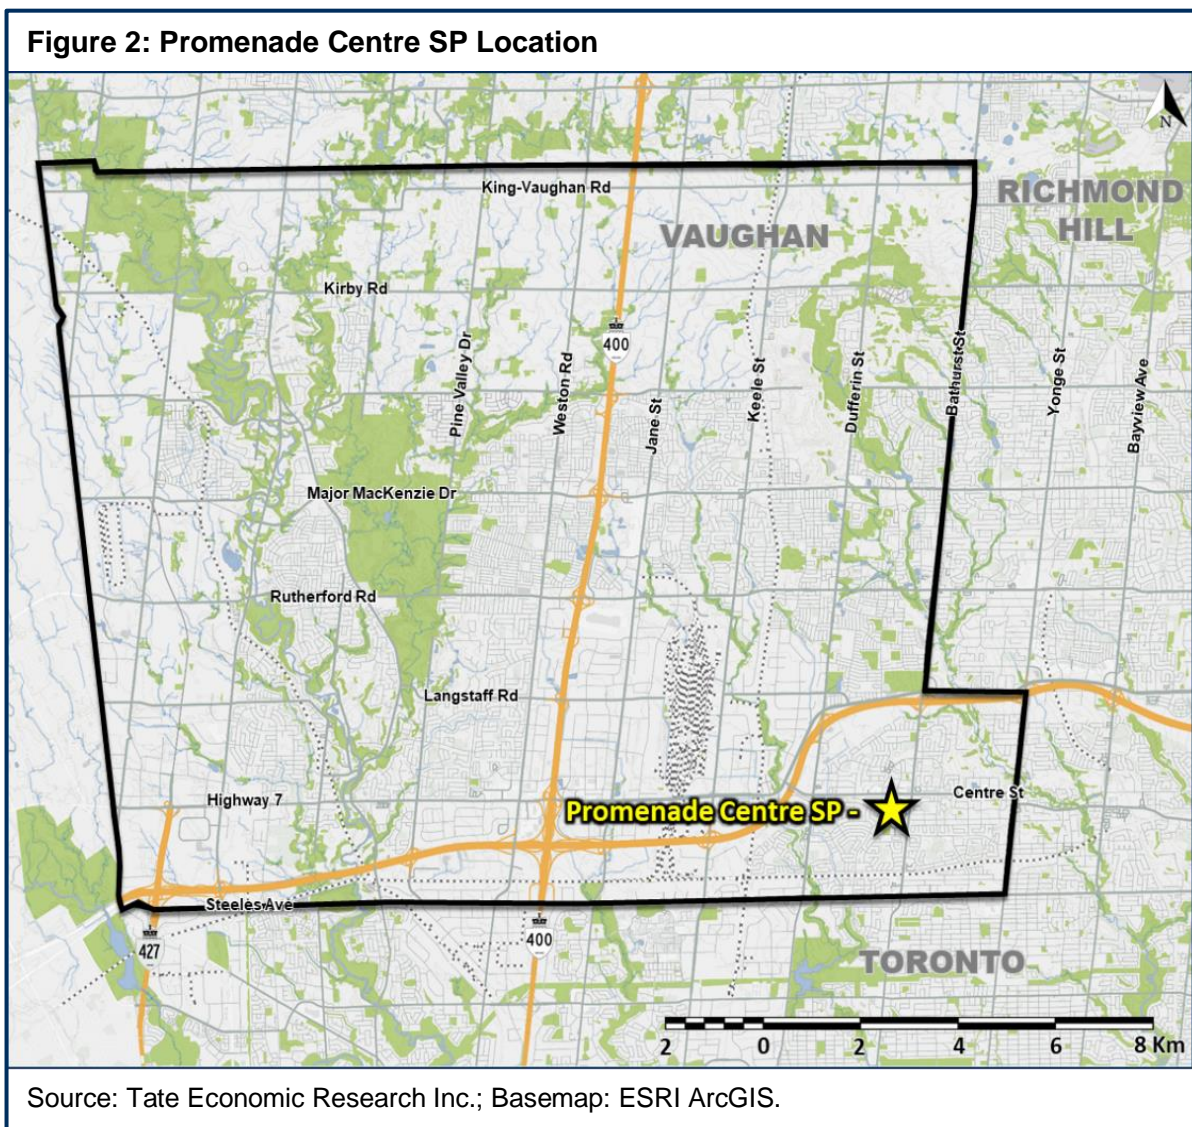 Figure 2: Promenade Centre SP Location
N
King-Vaughan Rd
RICHMOND
HILL
VAUGHAN
Kirby Rd
400
Pine Valley Dr
Weston Rd
Jane St
Keele St
Dufferin St
Bathurst St
Yonge St
Bayview Ave
Major MacKenzie Dr
Rutherford Rd
Langstaff Rd
Highway 7
Promenade Centre SP -
Centre St
Steeles Ave
427
400
TORONTO
2 0 2 4 6 8 Km
Source: Tate Economic Research Inc.; Basemap: ESRI ArcGIS.